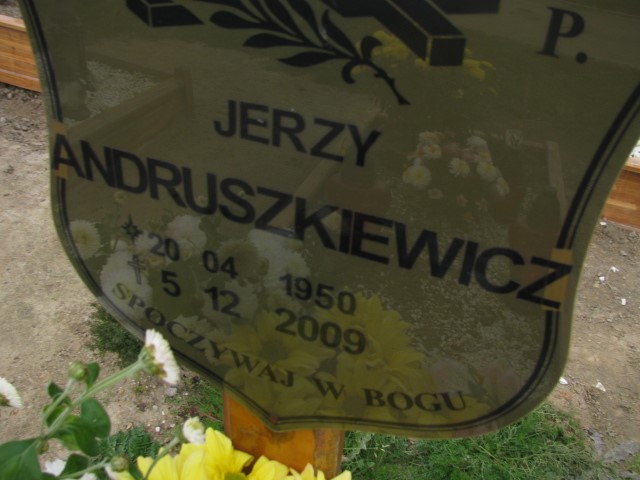 P.
JERZY
ANDRUSZKIEWICZ
20 04 1950
5 12 2009
SPOCZYWAJ W BOGU